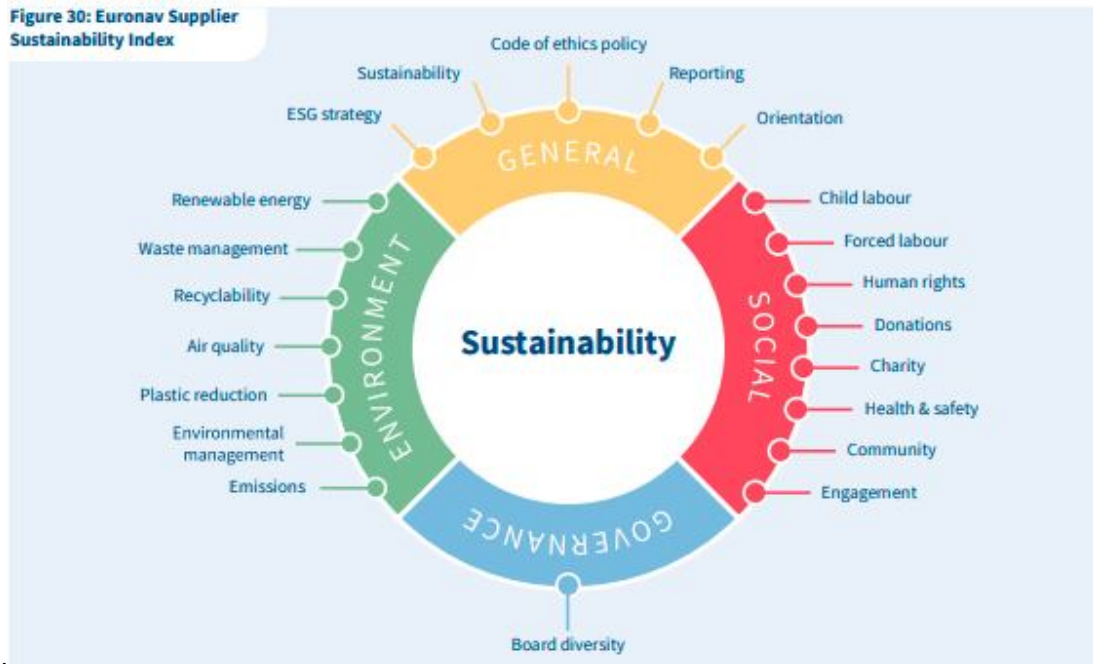 Figure 30: Euronav Supplier
Sustainability Index
Code of ethics policy
Sustainability
Reporting
ESG strategy
Orientation
GENERAL
Renewable energy
Waste management
Recyclability
Air quality
Plastic reduction
Environmental
management
Emissions
ENVIRONMENT
Sustainability
SOCIAL
Child labour
Forced labour
Human rights
Donations
Charity
Health & safety
Community
Engagement
GOVERNANCE
Board diversity